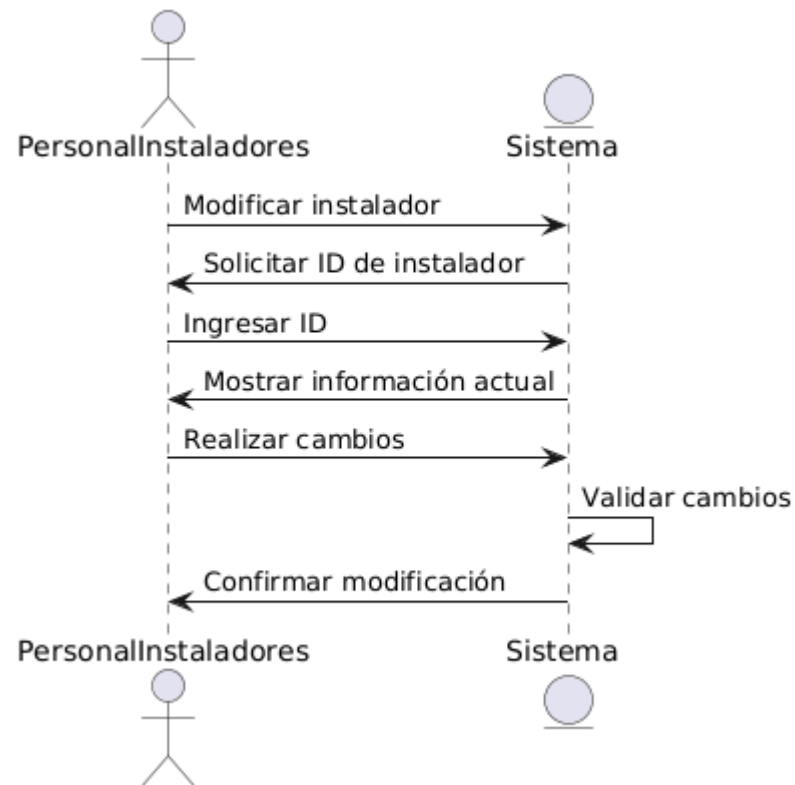 PersonalInstaladores Sistema
Modificar instalador
Solicitar ID de instalador
Ingresar ID
Mostrar información actual
Realizar cambios
Validar cambios
Confirmar modificación
PersonalInstaladores Sistema